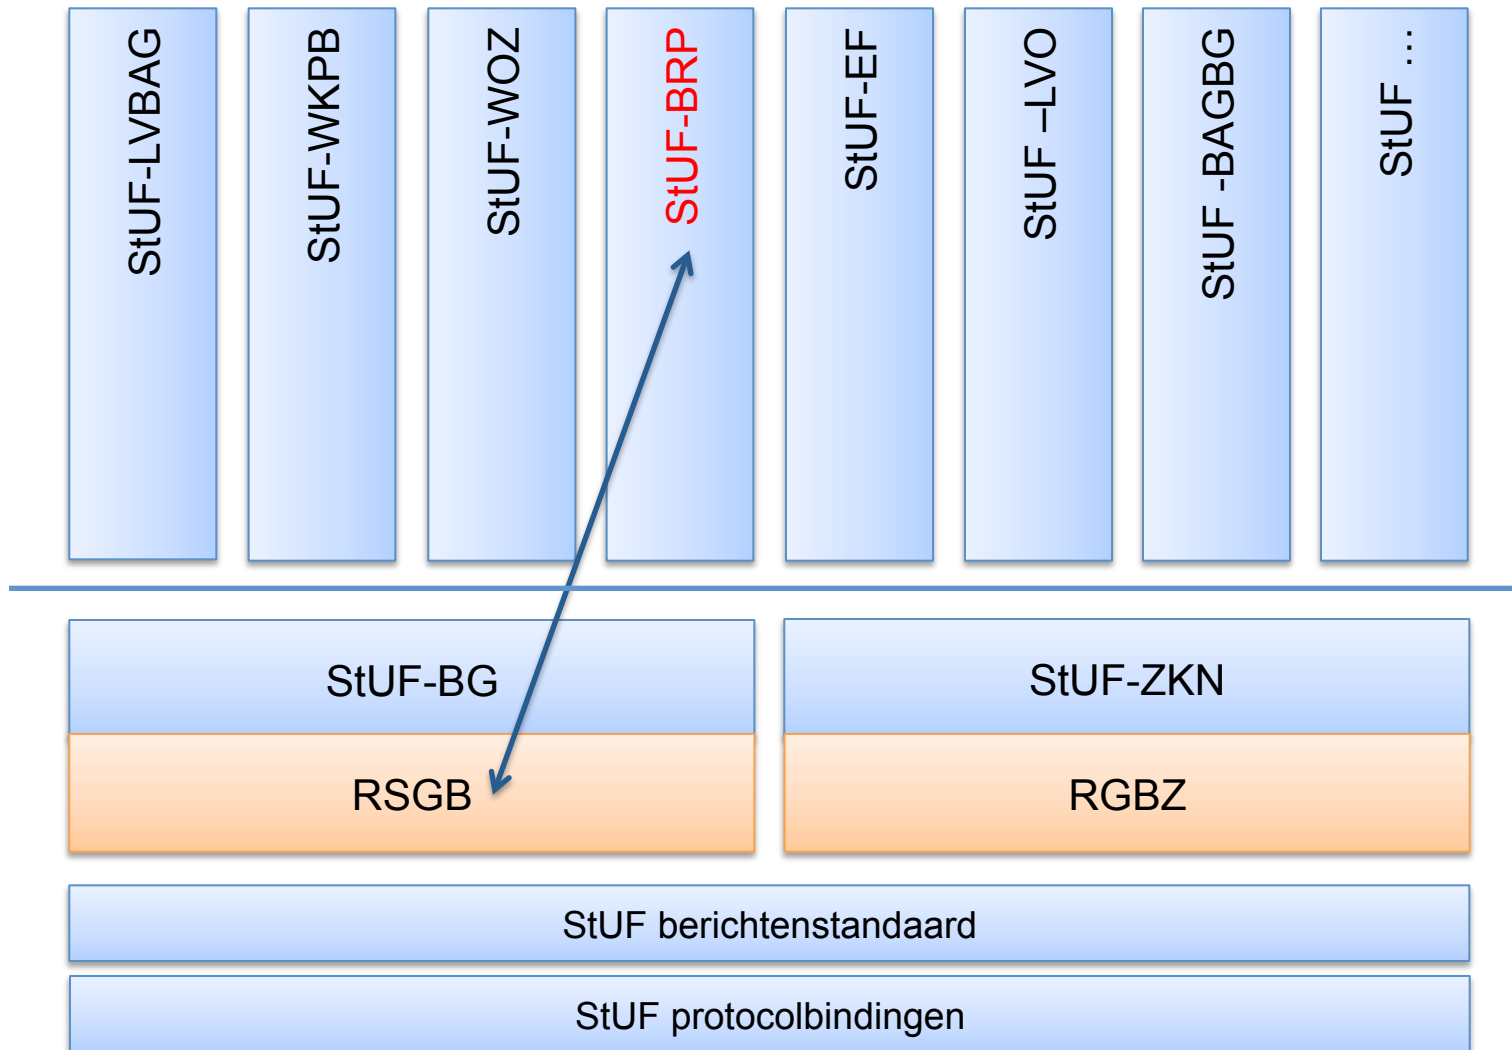 StUF-LVBAG
StUF-WKPB
StUF-WOZ
StUF-BRP
StUF-EF
StUF –LVO
StUF -BAGBG
StUF …
StUF-BG
StUF-ZKN
RSGB
RGBZ
StUF berichtenstandaard
StUF protocolbindingen